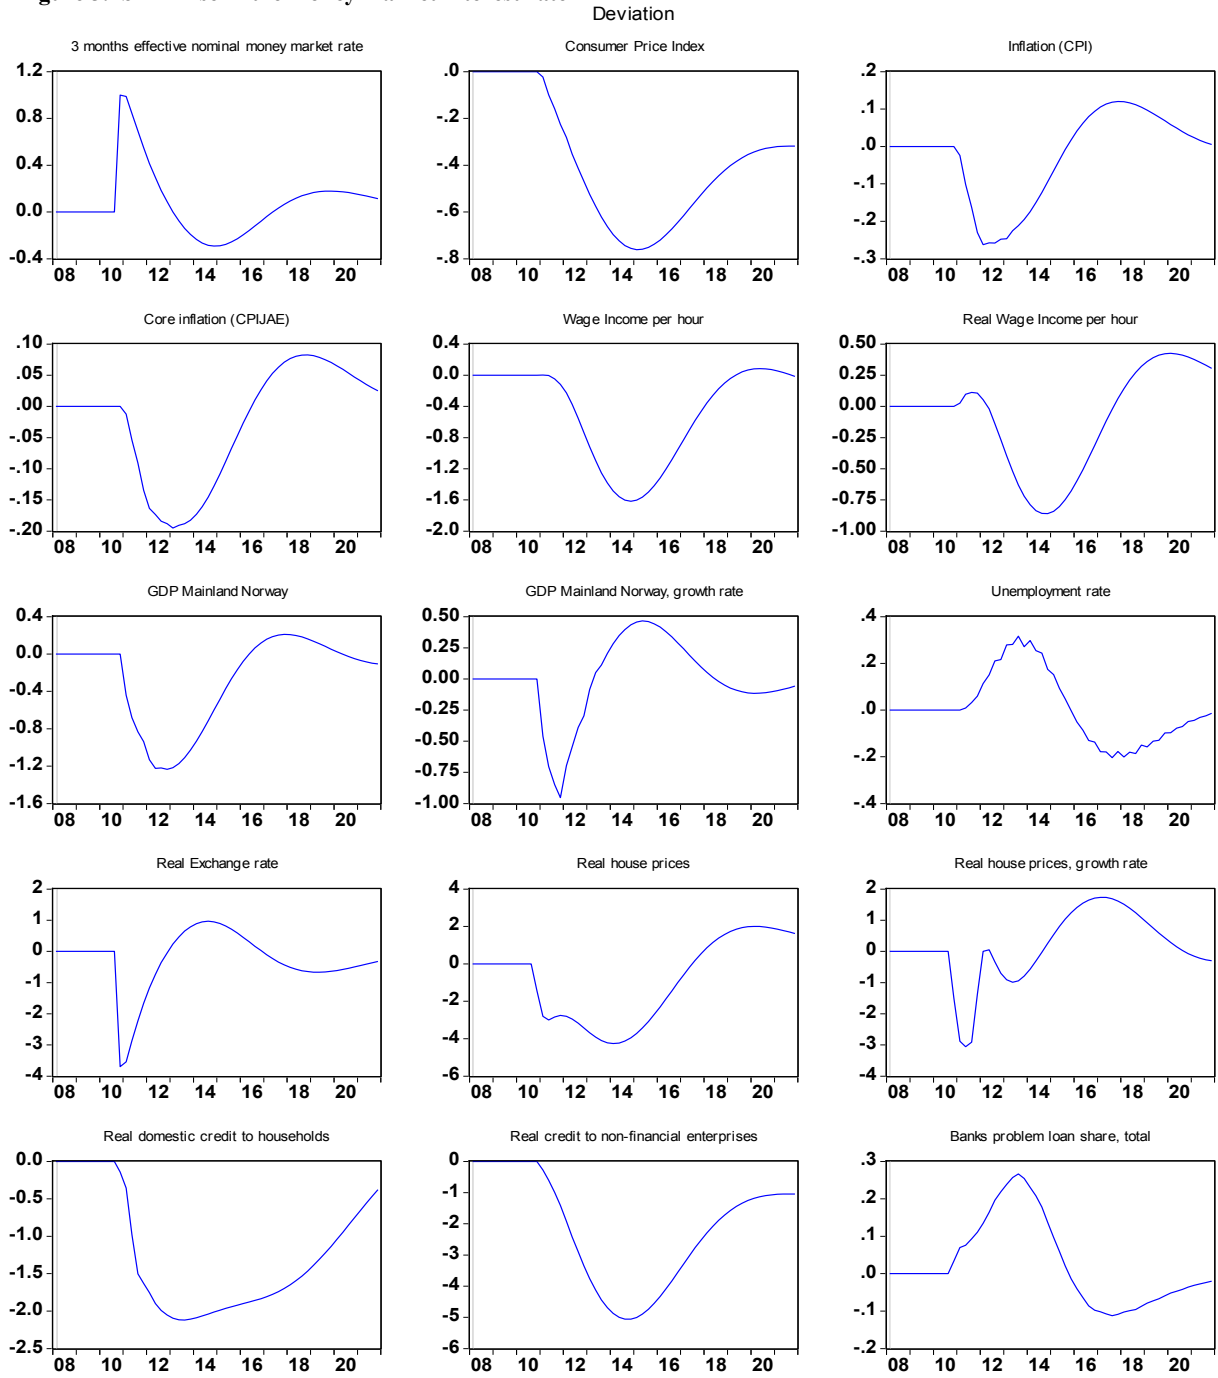 Figure in the money market interest rate
Deviation
3 months effective nominal money market rate
1.2
0.8
0.4
0.0
-0.4
08 10 12 14 16 18 20
Consumer Price Index
.0
-.2
-.4
-.6
-.8
08 10 12 14 16 18 20
Inflation (CPI)
.2
.1
.0
-.1
-.2
-.3
08 10 12 14 16 18 20
Core inflation (CPIJAE)
.10
.05
.00
-.05
-.10
-.15
-.20
08 10 12 14 16 18 20
Wage Income per hour
0.4
0.0
-0.4
-0.8
-1.2
-1.6
-2.0
08 10 12 14 16 18 20
Real Wage Income per hour
0.50
0.25
0.00
-0.25
-0.50
-0.75
-1.00
08 10 12 14 16 18 20
GDP Mainland Norway
0.4
0.0
-0.4
-0.8
-1.2
-1.6
08 10 12 14 16 18 20
GDP Mainland Norway, growth rate
0.50
0.25
0.00
-0.25
-0.50
-0.75
-1.00
08 10 12 14 16 18 20
Unemployment rate
.4
.2
.0
-.2
-.4
08 10 12 14 16 18 20
Real Exchange rate
2
1
0
-1
-2
-3
-4
08 10 12 14 16 18 20
Real house prices
4
2
0
-2
-4
-6
08 10 12 14 16 18 20
Real house prices, growth rate
2
1
0
-1
-2
-3
-4
08 10 12 14 16 18 20
Real domestic credit to households
0.0
-0.5
-1.0
-1.5
-2.0
-2.5
08 10 12 14 16 18 20
Real credit to non-financial enterprises
0
-1
-2
-3
-4
-5
-6
08 10 12 14 16 18 20
Banks problem loan share, total
.3
.2
.1
.0
-.1
-.2
08 10 12 14 16 18 20